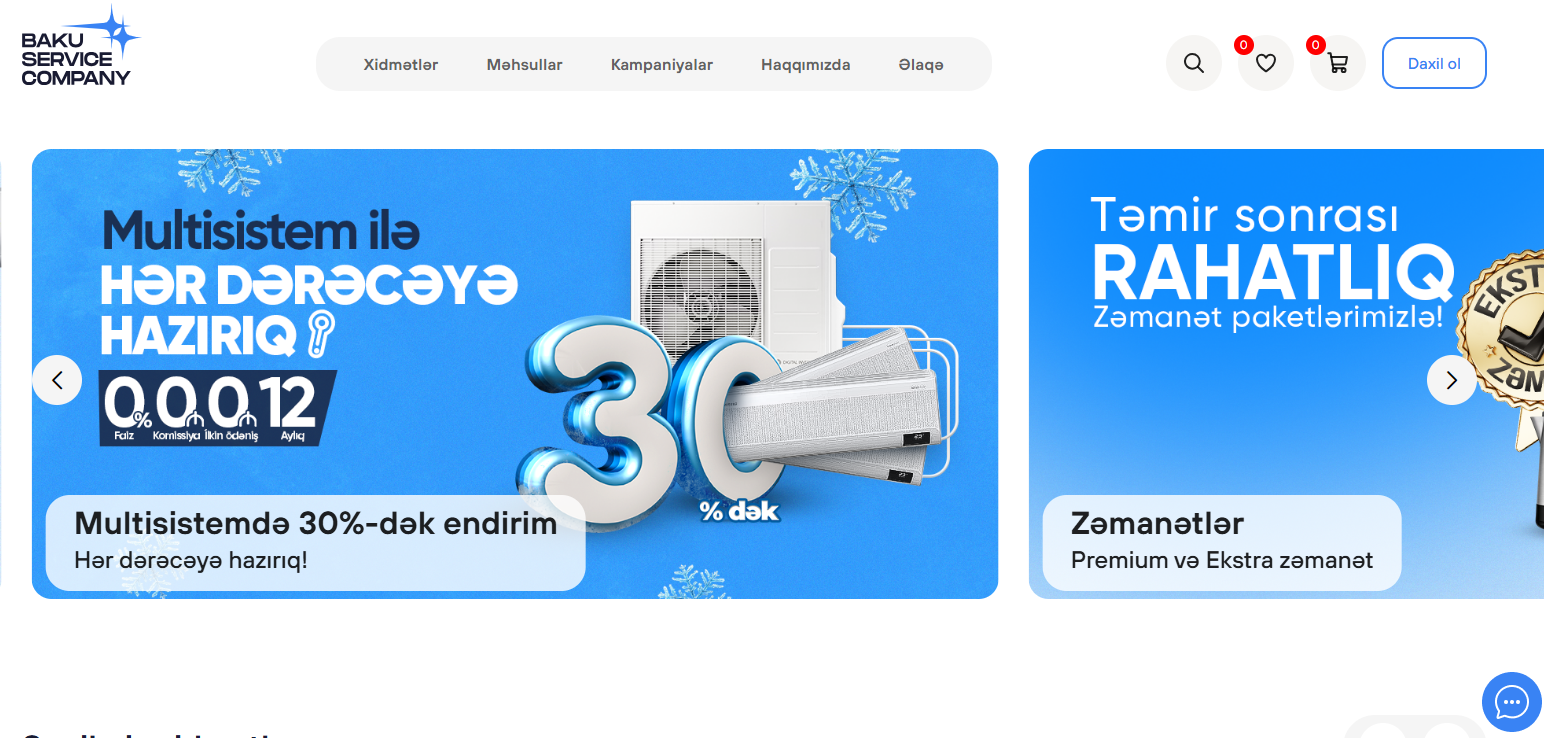 BAKU
SERVICE
COMPANY
Xidmətlər
Məhsullar
Kampaniyalar
Haqqımızda
Əlaqə
0
0
Daxil ol
Multisistem ilə
HƏR DƏRƏCƏYƏ
HAZIRIQ
0% 0₼ 0₼ 12
Faiz Komissiya İlkin ödəniş Aylıq
30
% dək
Multisistemdə 30%-dək endirim
Hər dərəcəyə hazırıq!
Təmir sonrası
RAHATLIQ
Zəmanət paketlərimizlə!
Zəmanətlər
Premium və Ekstra zəmanət